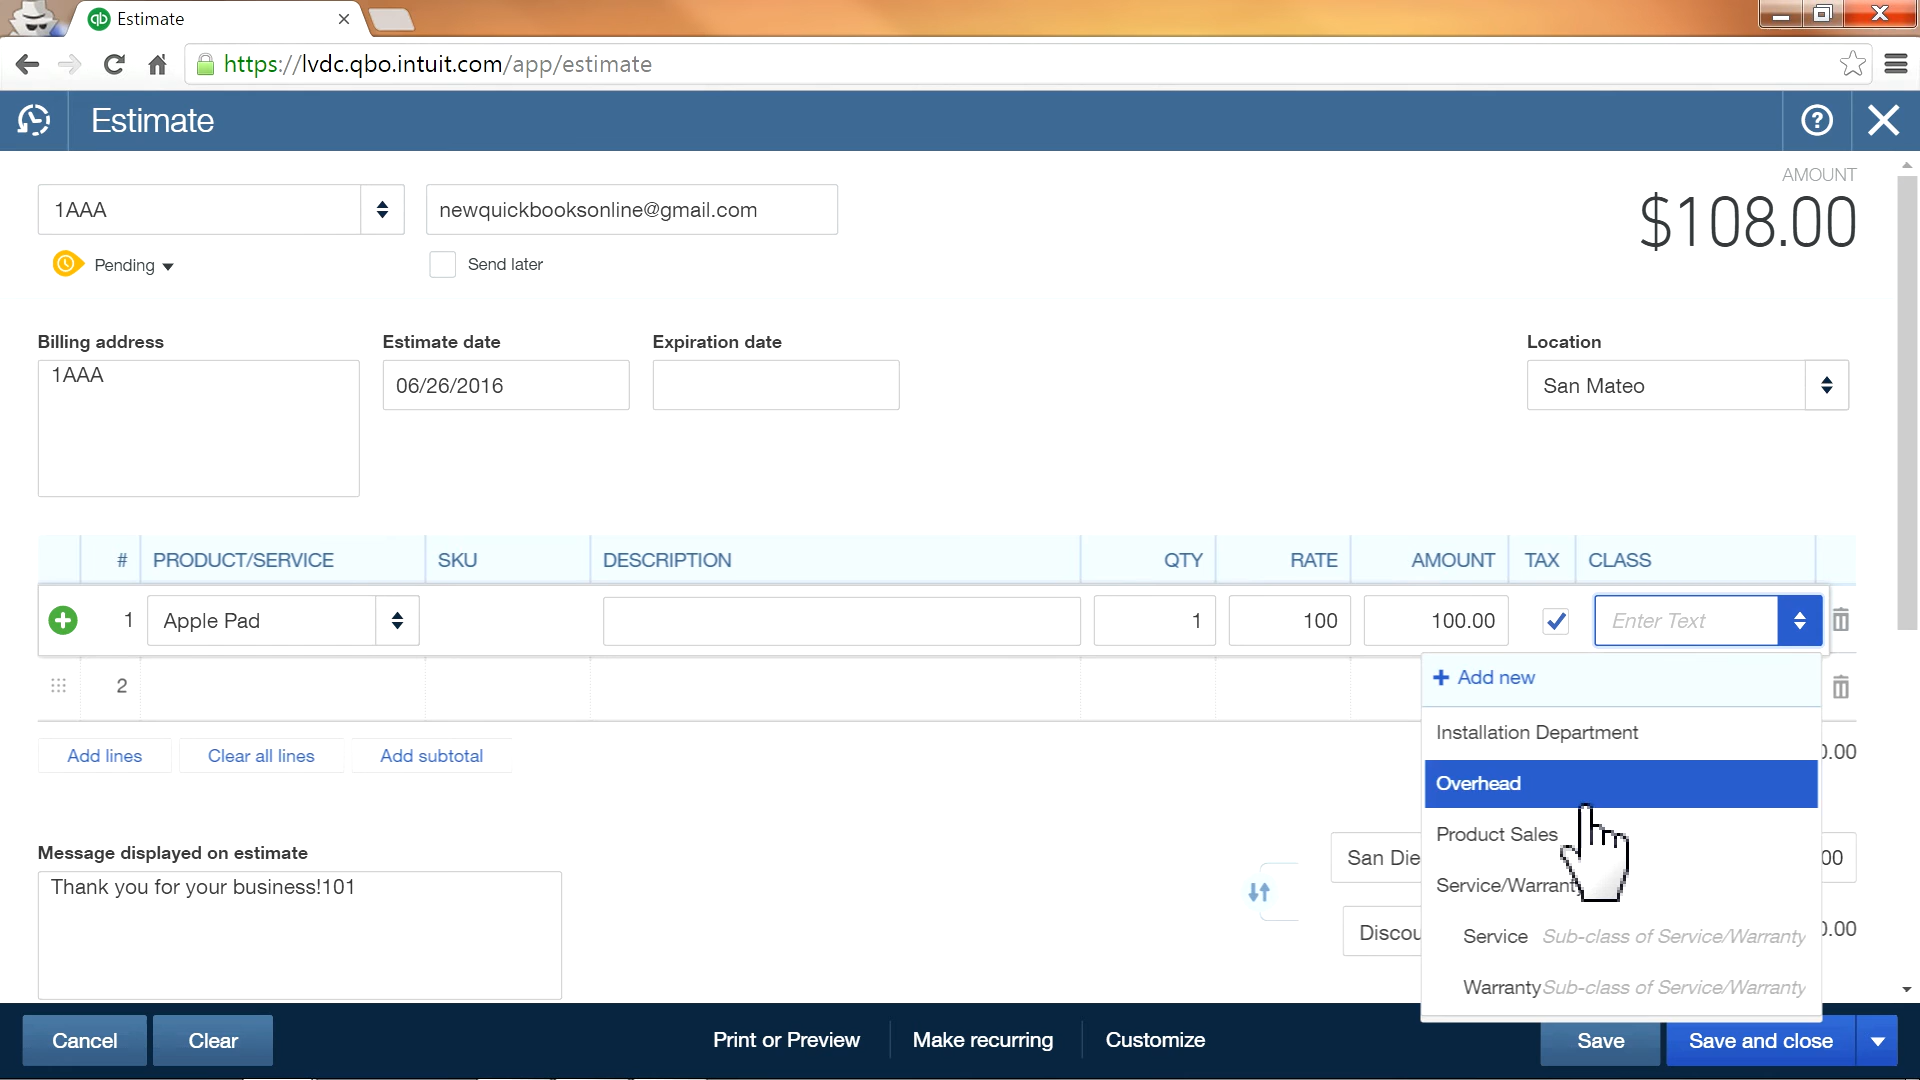 Estimate
https://lvdc.qbo.intuit.com/app/estimate
Estimate
AMOUNT
$108.00
1AAA
newquickbooksonline@gmail.com
Pending
Send later
Billing address
Estimate date
Expiration date
Location
1AAA
06/26/2016
San Mateo
# PRODUCT/SERVICE SKU DESCRIPTION QTY RATE AMOUNT TAX CLASS
1 Apple Pad 1 100 100.00 Enter Text
2
+ Add new
Installation Department
Overhead
Product Sales
Service/Warranty
Service Sub-class of Service/Warranty
Warranty Sub-class of Service/Warranty
Add lines
Clear all lines
Add subtotal
0.00
Message displayed on estimate
Thank you for your business!101
San Die
00
Discou
0.00
Cancel
Clear
Print or Preview
Make recurring
Customize
Save
Save and close